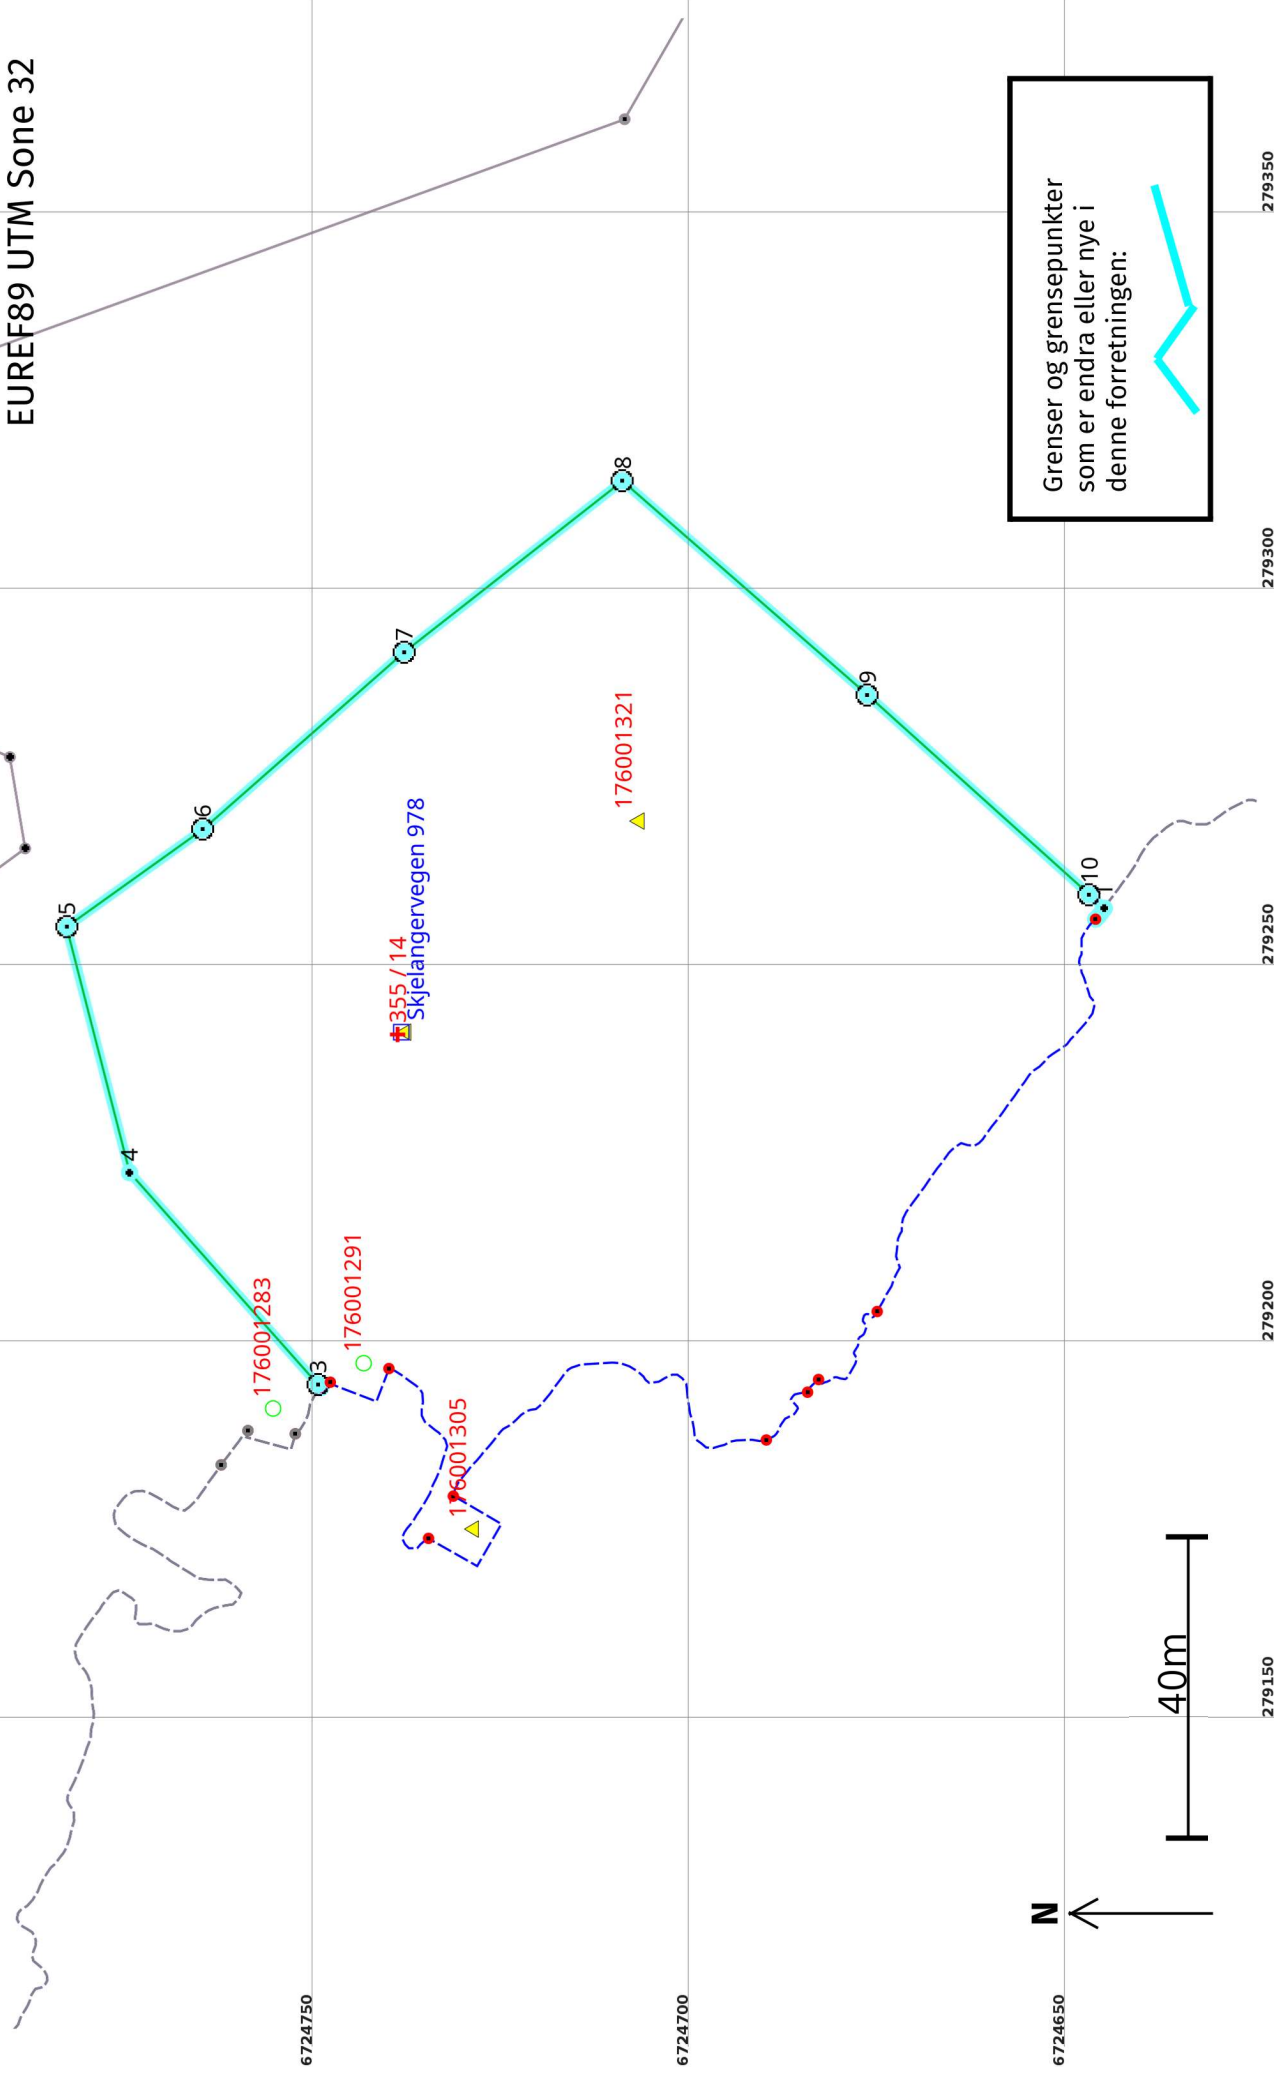 EUREF89 UTM Sone 32
5
6
4
7
8
176001283
3
176001291
355 / 14
Skjelangervegen 978
176001321
176001305
9
10
1
Grenser og grensepunkter
som er endra eller nye i
denne forretningen:
N
40m
6724750
6724700
6724650
279150
279200
279250
279300
279350